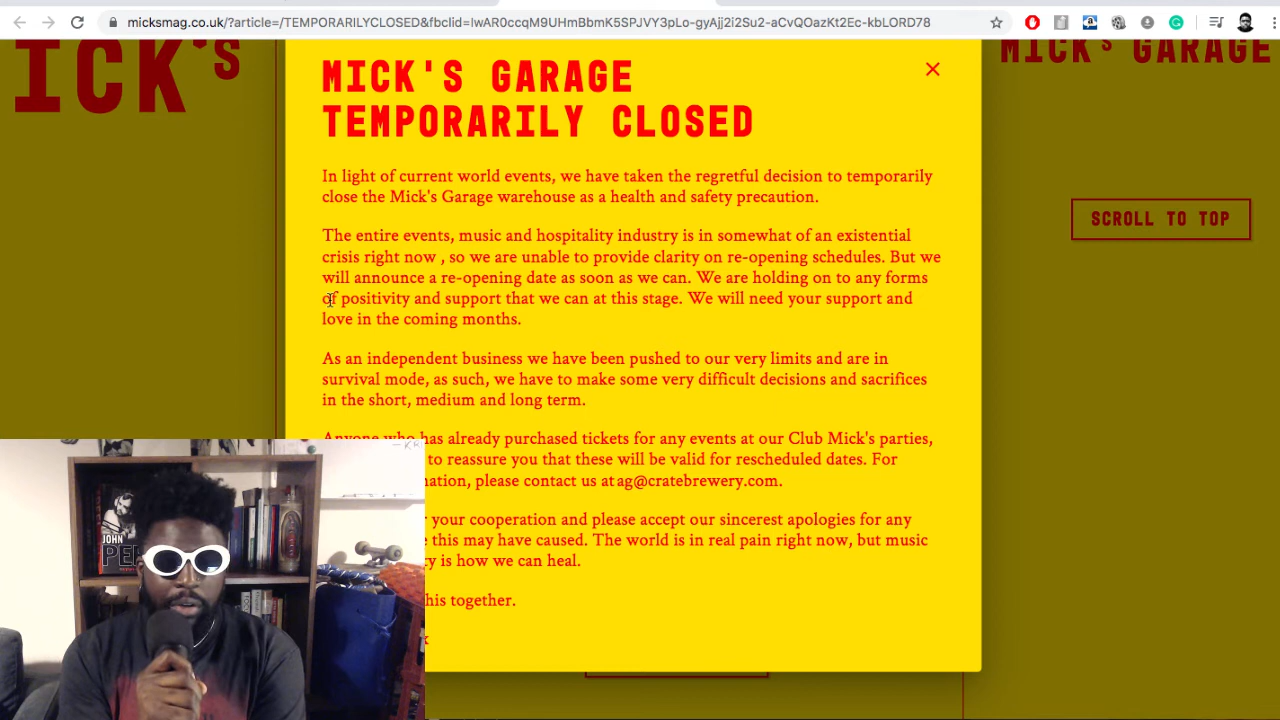 micksmag.co.uk/?article=/TEMPORARILYCLOSED&fbclid=IwAR0ccqM9UHmBbmK5SPJVY3pLo-gyAjj2i2Su2-aCvQOazKt2Ec-kbLORD78
ICK'S
MICK'S GARAGE
MICK'S GARAGE
TEMPORARILY CLOSED
In light of current world events, we have taken the regretful decision to temporarily
close the Mick's Garage warehouse as a health and safety precaution.
SCROLL TO TOP
The entire events, music and hospitality industry is in somewhat of an existential
crisis right now , so we are unable to provide clarity on re-opening schedules. But we
will announce a re-opening date as soon as we can. We are holding on to any forms
of positivity and support that we can at this stage. We will need your support and
love in the coming months.
As an independent business we have been pushed to our very limits and are in
survival mode, as such, we have to make some very difficult decisions and sacrifices
in the short, medium and long term.
Anyone who has already purchased tickets for any events at our Club Mick's parties,
to reassure you that these will be valid for rescheduled dates. For
mation, please contact us at ag@cratebrewery.com.
your cooperation and please accept our sincerest apologies for any
this may have caused. The world is in real pain right now, but music
ty is how we can heal.
this together.
x
JOHN